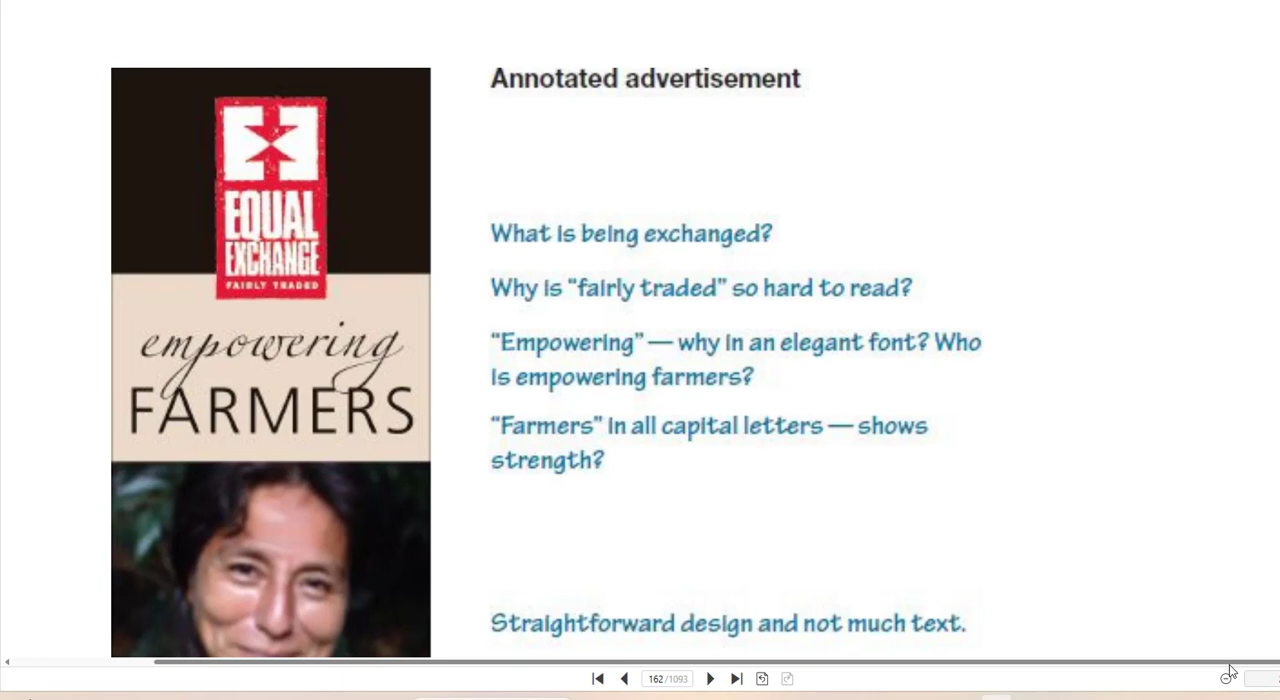 Annotated advertisement
EQUAL
EXCHANGE
FAIRLY TRADED
empowering
FARMERS
What is being exchanged?
Why is “fairly traded” so hard to read?
“Empowering” — why in an elegant font? Who
is empowering farmers?
“Farmers” in all capital letters — shows
strength?
Straightforward design and not much text.
162 /1093